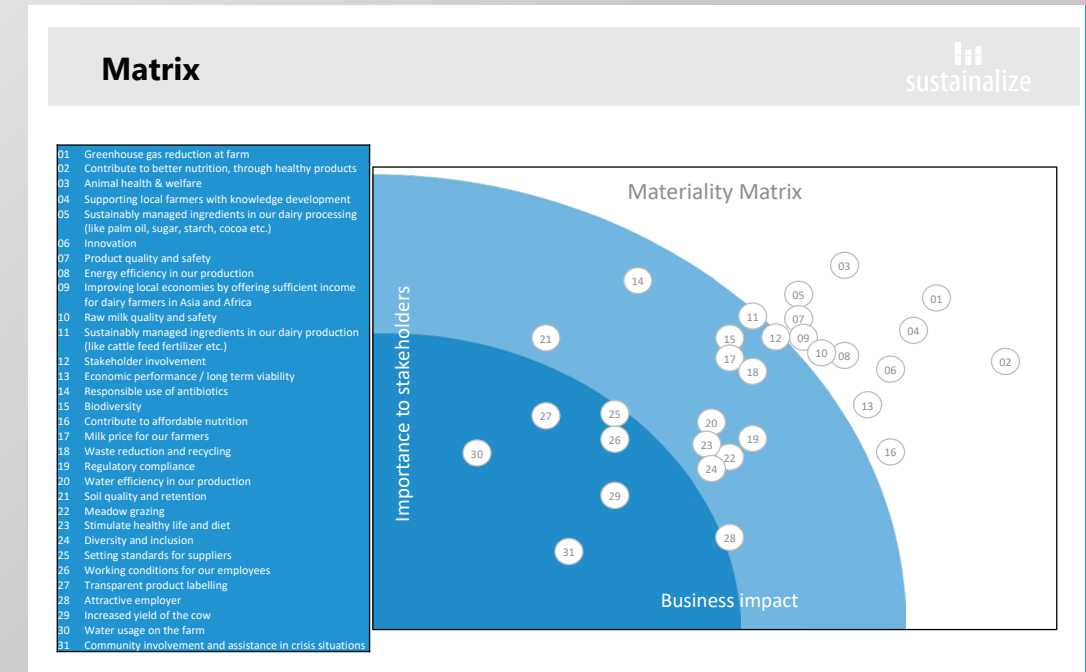 Matrix
sustainalize
01 Greenhouse gas reduction at farm
02 Contribute to better nutrition, through healthy products
03 Animal health & welfare
04 Supporting local farmers with knowledge development
05 Sustainably managed ingredients in our dairy processing
(like palm oil, sugar, starch, cocoa etc.)
06 Innovation
07 Product quality and safety
08 Energy efficiency in our production
09 Improving local economies by offering sufficient income
for dairy farmers in Asia and Africa
10 Raw milk quality and safety
11 Sustainably managed ingredients in our dairy production
(like cattle feed fertilizer etc.)
12 Stakeholder involvement
13 Economic performance / long term viability
14 Responsible use of antibiotics
15 Biodiversity
16 Contribute to affordable nutrition
17 Milk price for our farmers
18 Waste reduction and recycling
19 Regulatory compliance
20 Water efficiency in our production
21 Soil quality and retention
22 Meadow grazing
23 Stimulate healthy life and diet
24 Diversity and inclusion
25 Setting standards for suppliers
26 Working conditions for our employees
27 Transparent product labelling
28 Attractive employer
29 Increased yield of the cow
30 Water usage on the farm
31 Community involvement and assistance in crisis situations
Materiality Matrix
Importance to stakeholders
03
14
05
01
11
07
04
21
15
12
09
17
10
08
02
18
06
13
27
25
20
26
23
19
30
22
16
24
29
28
31
Business impact